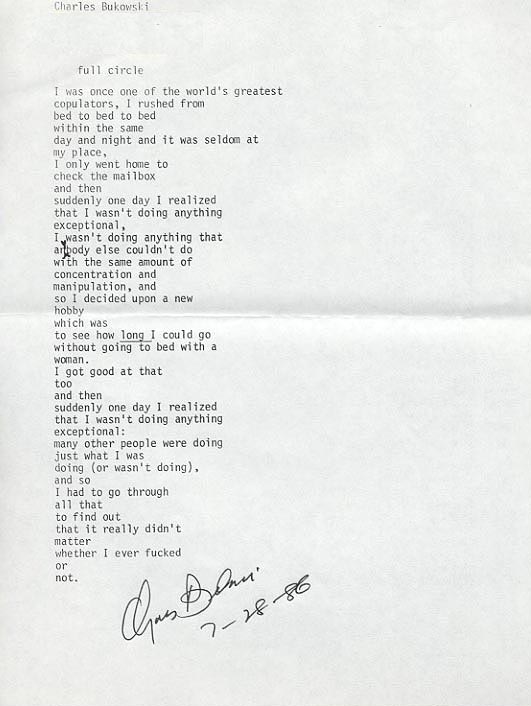 Charles Bukowski
full circle
I was once one of the world's greatest
copulators, I rushed from
bed to bed to bed
within the same
day and night and it was seldom at
my place,
I only went home to
check the mailbox
and then
suddenly one day I realized
that I wasn't doing anything
exceptional,
I wasn't doing anything that
anybody else couldn't do
with the same amount of
concentration and
manipulation, and
so I decided upon a new
hobby
which was
to see how long I could go
without going to bed with a
woman.
I got good at that
too
and then
suddenly one day I realized
that I wasn't doing anything
exceptional:
many other people were doing
just what I was
doing (or wasn't doing),
and so
I had to go through
all that
to find out
that it really didn't
matter
whether I ever fucked
or
not.
7-28-86